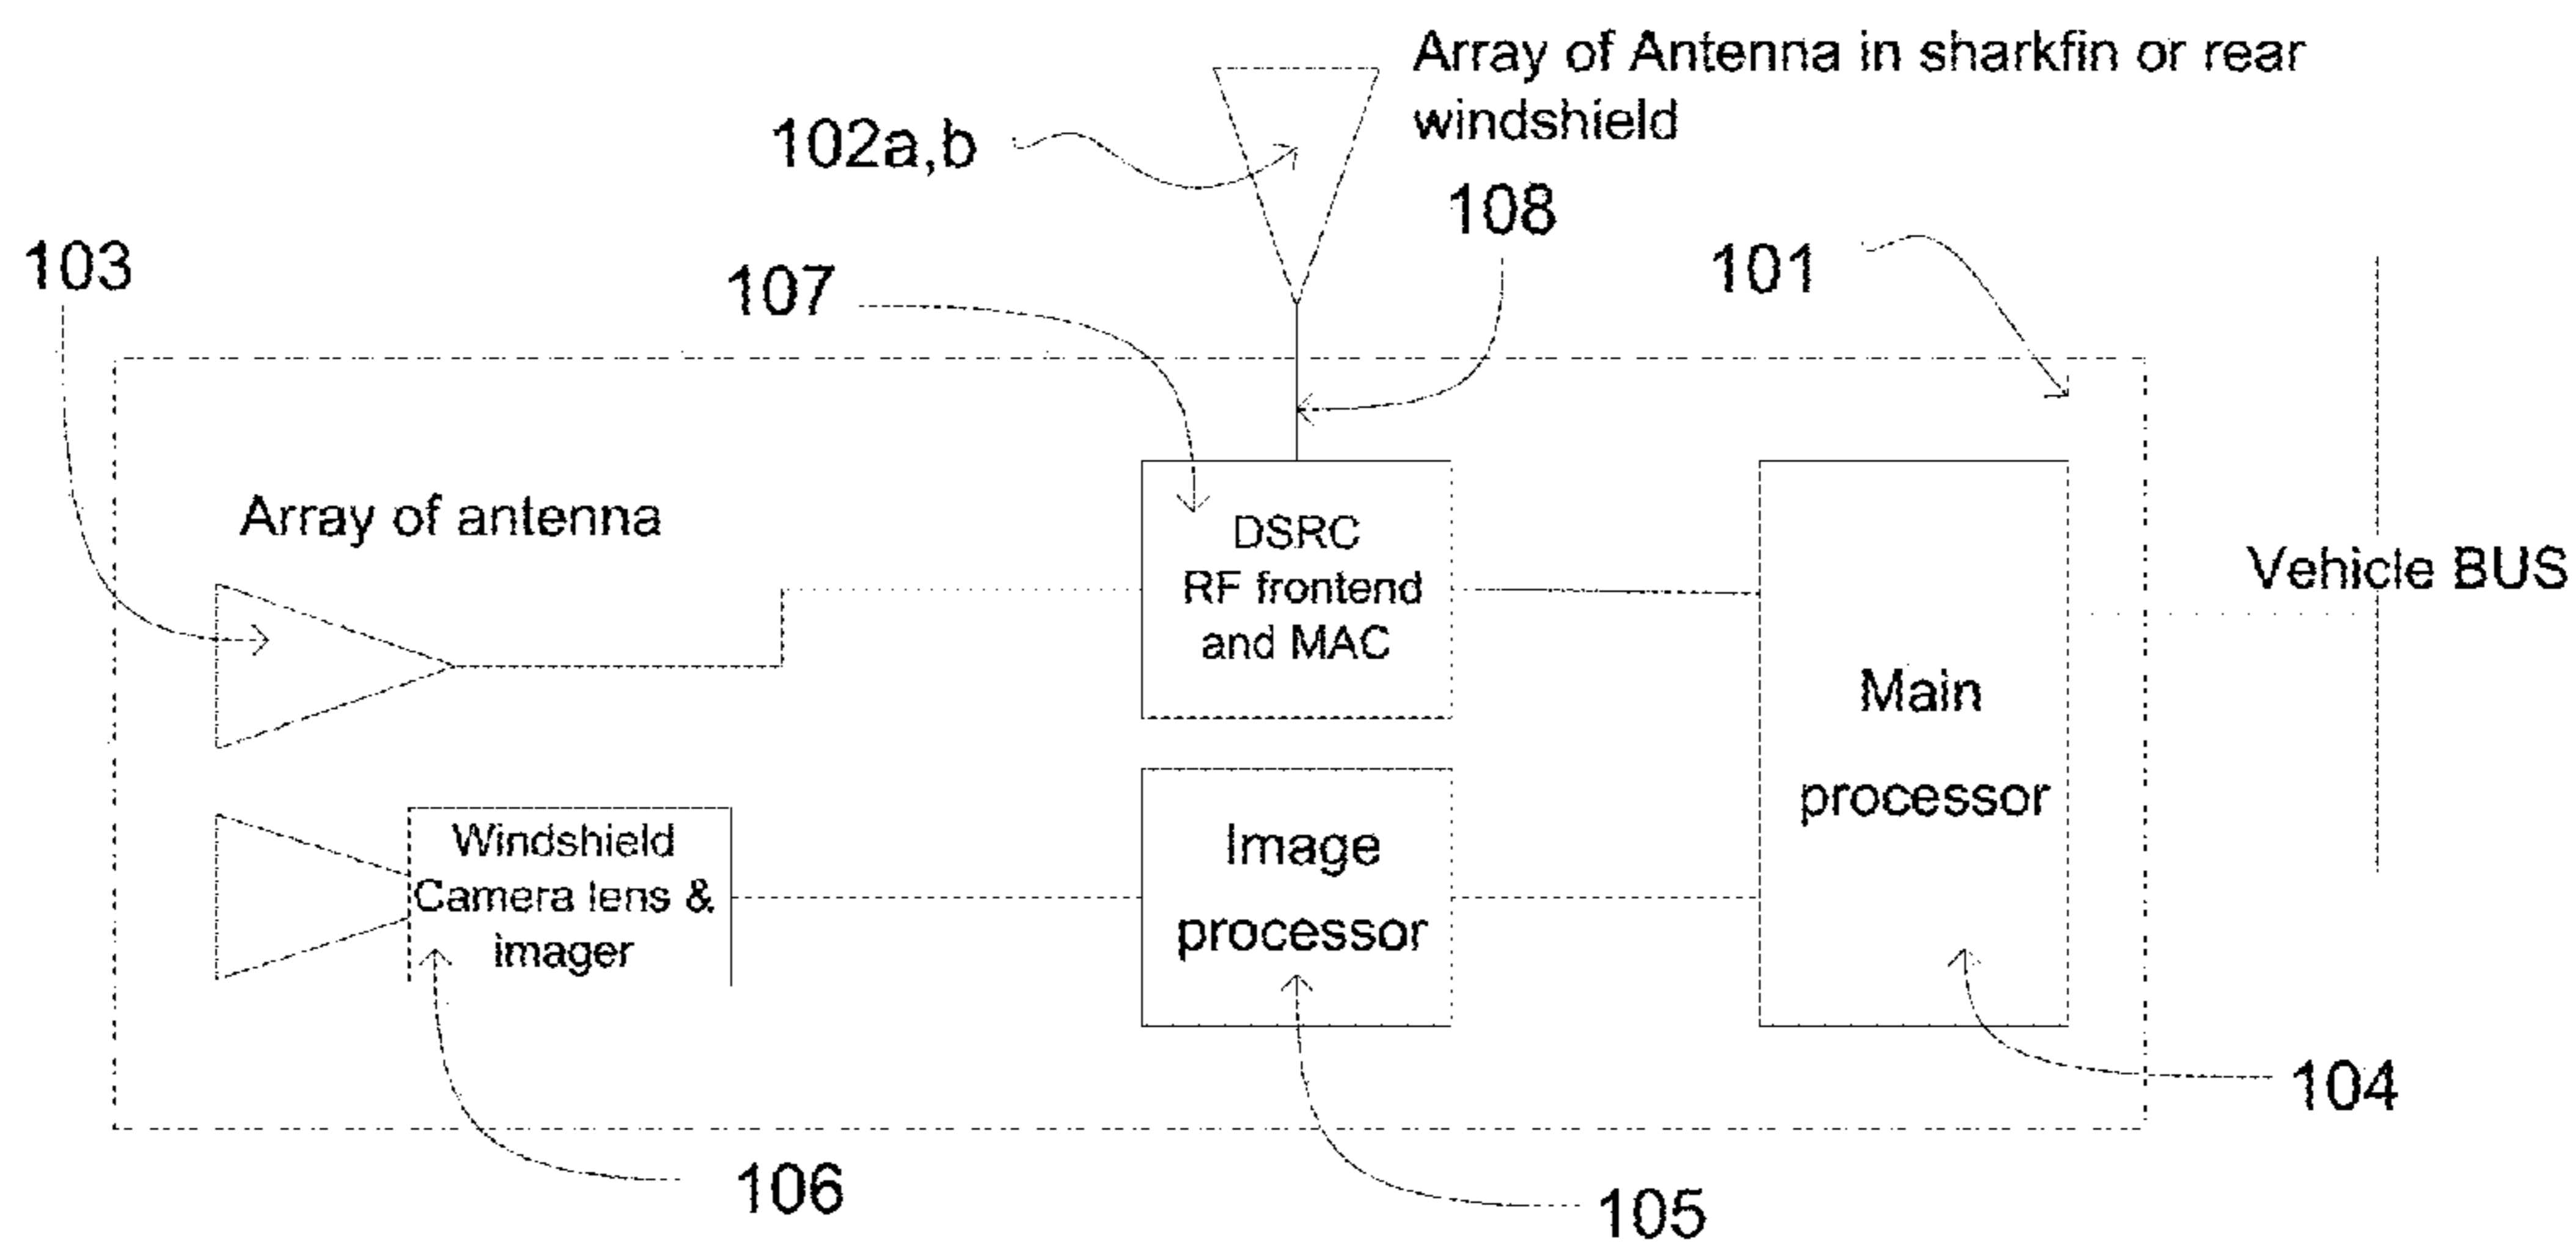 Array of Antenna in sharkfin or rear
windshield
102a,b
108
103
107
101
Array of antenna
DSRC
RF frontend
and MAC
Vehicle BUS
Main
processor
Windshield
Camera lens &
imager
Image
processor
104
106
105